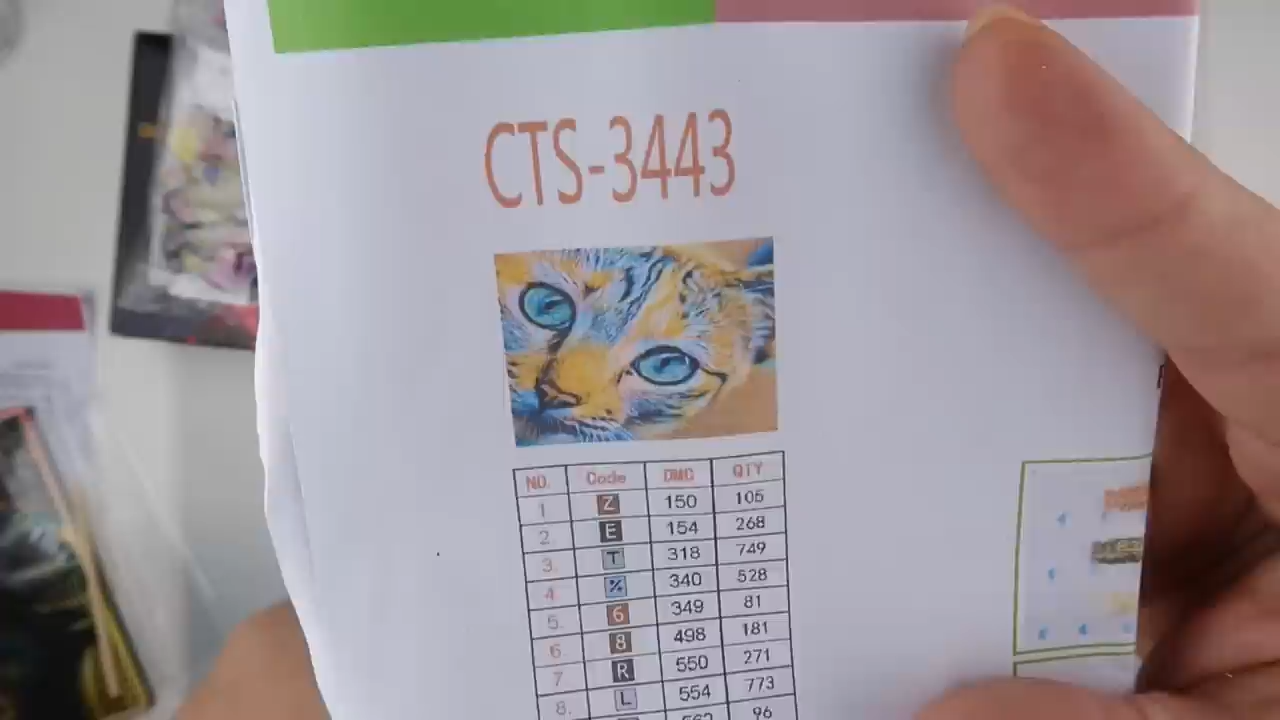 CTS-3443
NO. Code DMC QTY
1 Z 150 105
2. E 154 268
3. T 318 749
4. % 340 528
5. 6 349 81
6 8 498 181
7 R 550 271
8. L 554 773
96